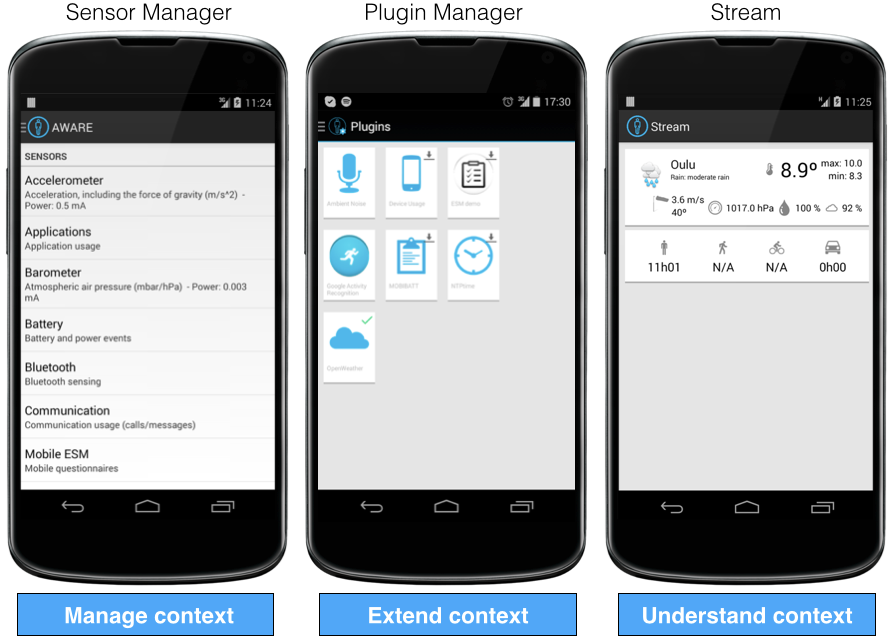 Sensor Manager
Plugin Manager
Stream
3G 11:24
AWARE
SENSORS
Accelerometer
Acceleration, including the force of gravity (m/s^2) -
Power: 0.5 mA
Applications
Application usage
Barometer
Atmospheric air pressure (mbar/hPa) - Power: 0.003
mA
Battery
Battery and power events
Bluetooth
Bluetooth sensing
Communication
Communication usage (calls/messages)
Mobile ESM
Mobile questionnaires
3G 17:30
Plugins
Ambient Noise
Device Usage
ESM demo
Google Activity
Recognition
MOBIBATT
NTPtime
OpenWeather
H 11:25
Stream
Oulu
Rain: moderate rain
8.9º
max: 10.0
min: 8.3
3.6 m/s
40º
1017.0 hPa
100 %
92 %
11h01
N/A
N/A
0h00
Manage context
Extend context
Understand context